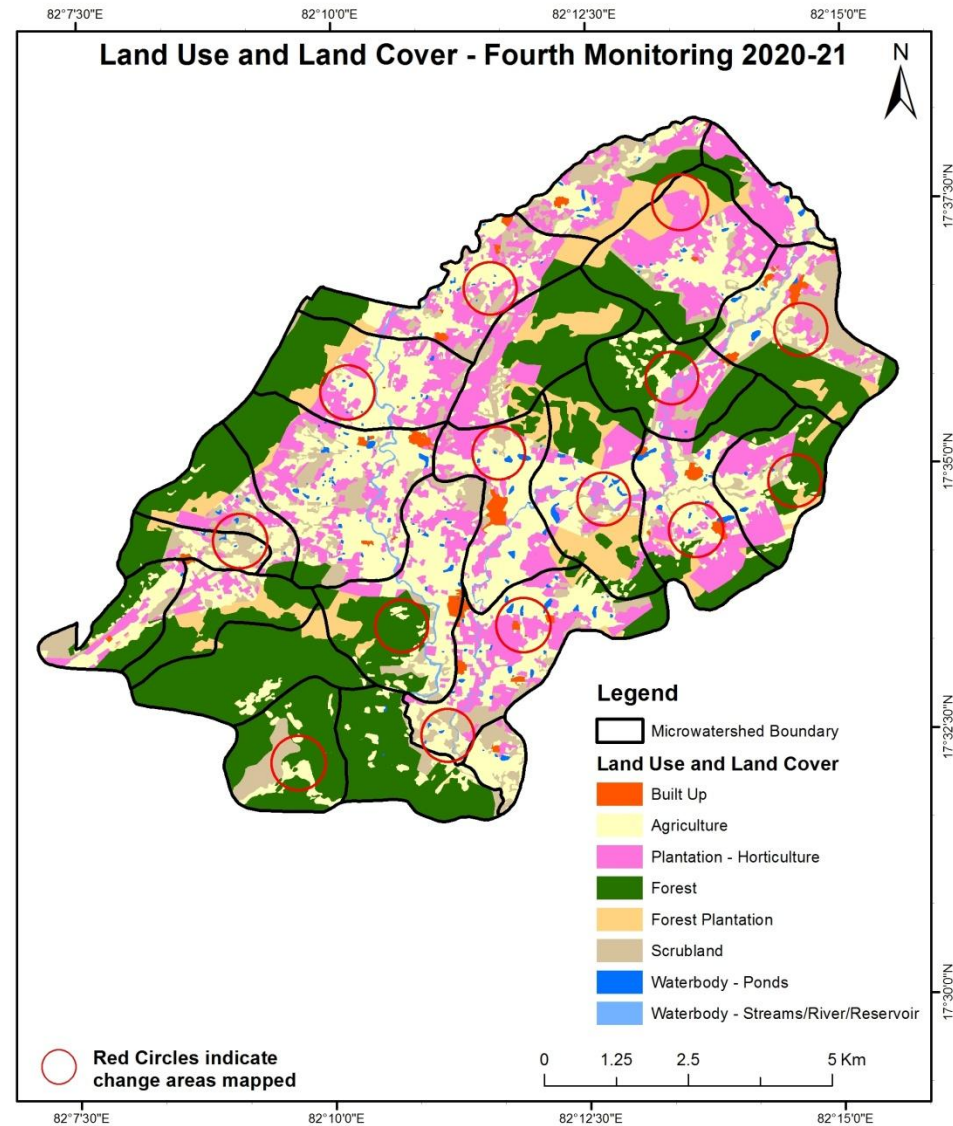 82°7'30"E 82°10'0"E 82°12'30"E 82°15'0"E
Land Use and Land Cover - Fourth Monitoring 2020-21
N
17°37'30"N
17°35'0"N
17°32'30"N
17°30'0"N
Legend
Microwatershed Boundary
Land Use and Land Cover
Built Up
Agriculture
Plantation - Horticulture
Forest
Forest Plantation
Scrubland
Waterbody - Ponds
Waterbody - Streams/River/Reservoir
Red Circles indicate
change areas mapped
0 1.25 2.5 5 Km
82°7'30"E 82°10'0"E 82°12'30"E 82°15'0"E